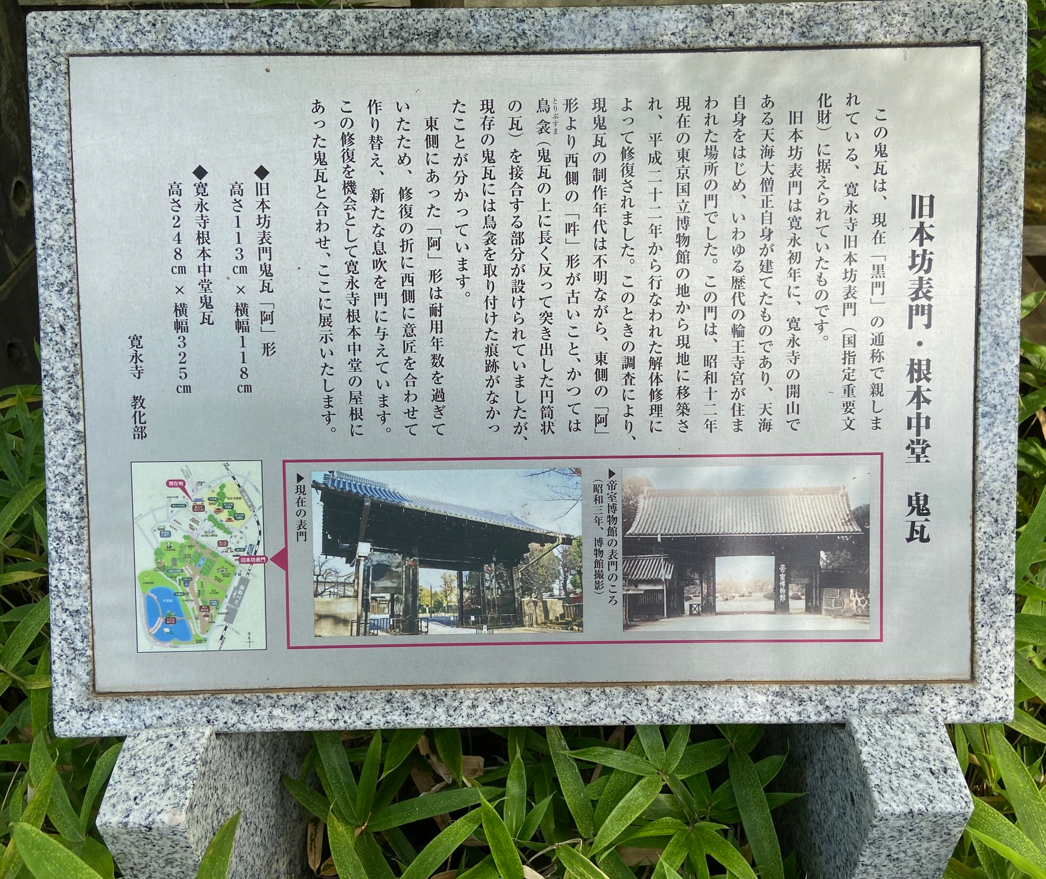 旧本坊表門・根本中堂 鬼瓦
この鬼瓦は、現在「黒門」の通称で親しま
れている、寛永寺旧本坊表門（国指定重要文
化財）に据えられていたものです。
旧本坊表門は寛永初年に、寛永寺の開山で
ある天海大僧正自身が建てたものであり、天海
自身をはじめ、いわゆる歴代の輪王寺宮が住ま
われた場所の門でした。この門は、昭和十二年
現在の東京国立博物館の地から現地に移築さ
れ、平成二十二年から行なわれた解体修理に
よって修復されました。このときの調査により、
現鬼瓦の制作年代は不明ながら、東側の「阿」
形より西側の「吽」形が古いこと、かつては
鳥衾（鬼瓦の上に長く反って突き出した円筒状
とりぶすま
の瓦）を接合する部分が設けられていましたが、
現存の鬼瓦には鳥衾を取り付けた痕跡がなかっ
たことが分かっています。
東側にあった「阿」形は耐用年数を過ぎて
いたため、修復の折に西側に意匠を合わせて
作り替え、新たな息吹を門に与えています。
この修復を機会として寛永寺根本中堂の屋根に
あった鬼瓦と合わせ、ここに展示いたします。
◆旧本坊表門鬼瓦「阿」形
高さ113㎝×横幅118㎝
◆寛永寺根本中堂鬼瓦
高さ248㎝×横幅325㎝
寛永寺 教化部
▶帝室博物館の表門のころ
（昭和三年、博物館撮影）
▶現在の表門
現在地
旧本坊表門